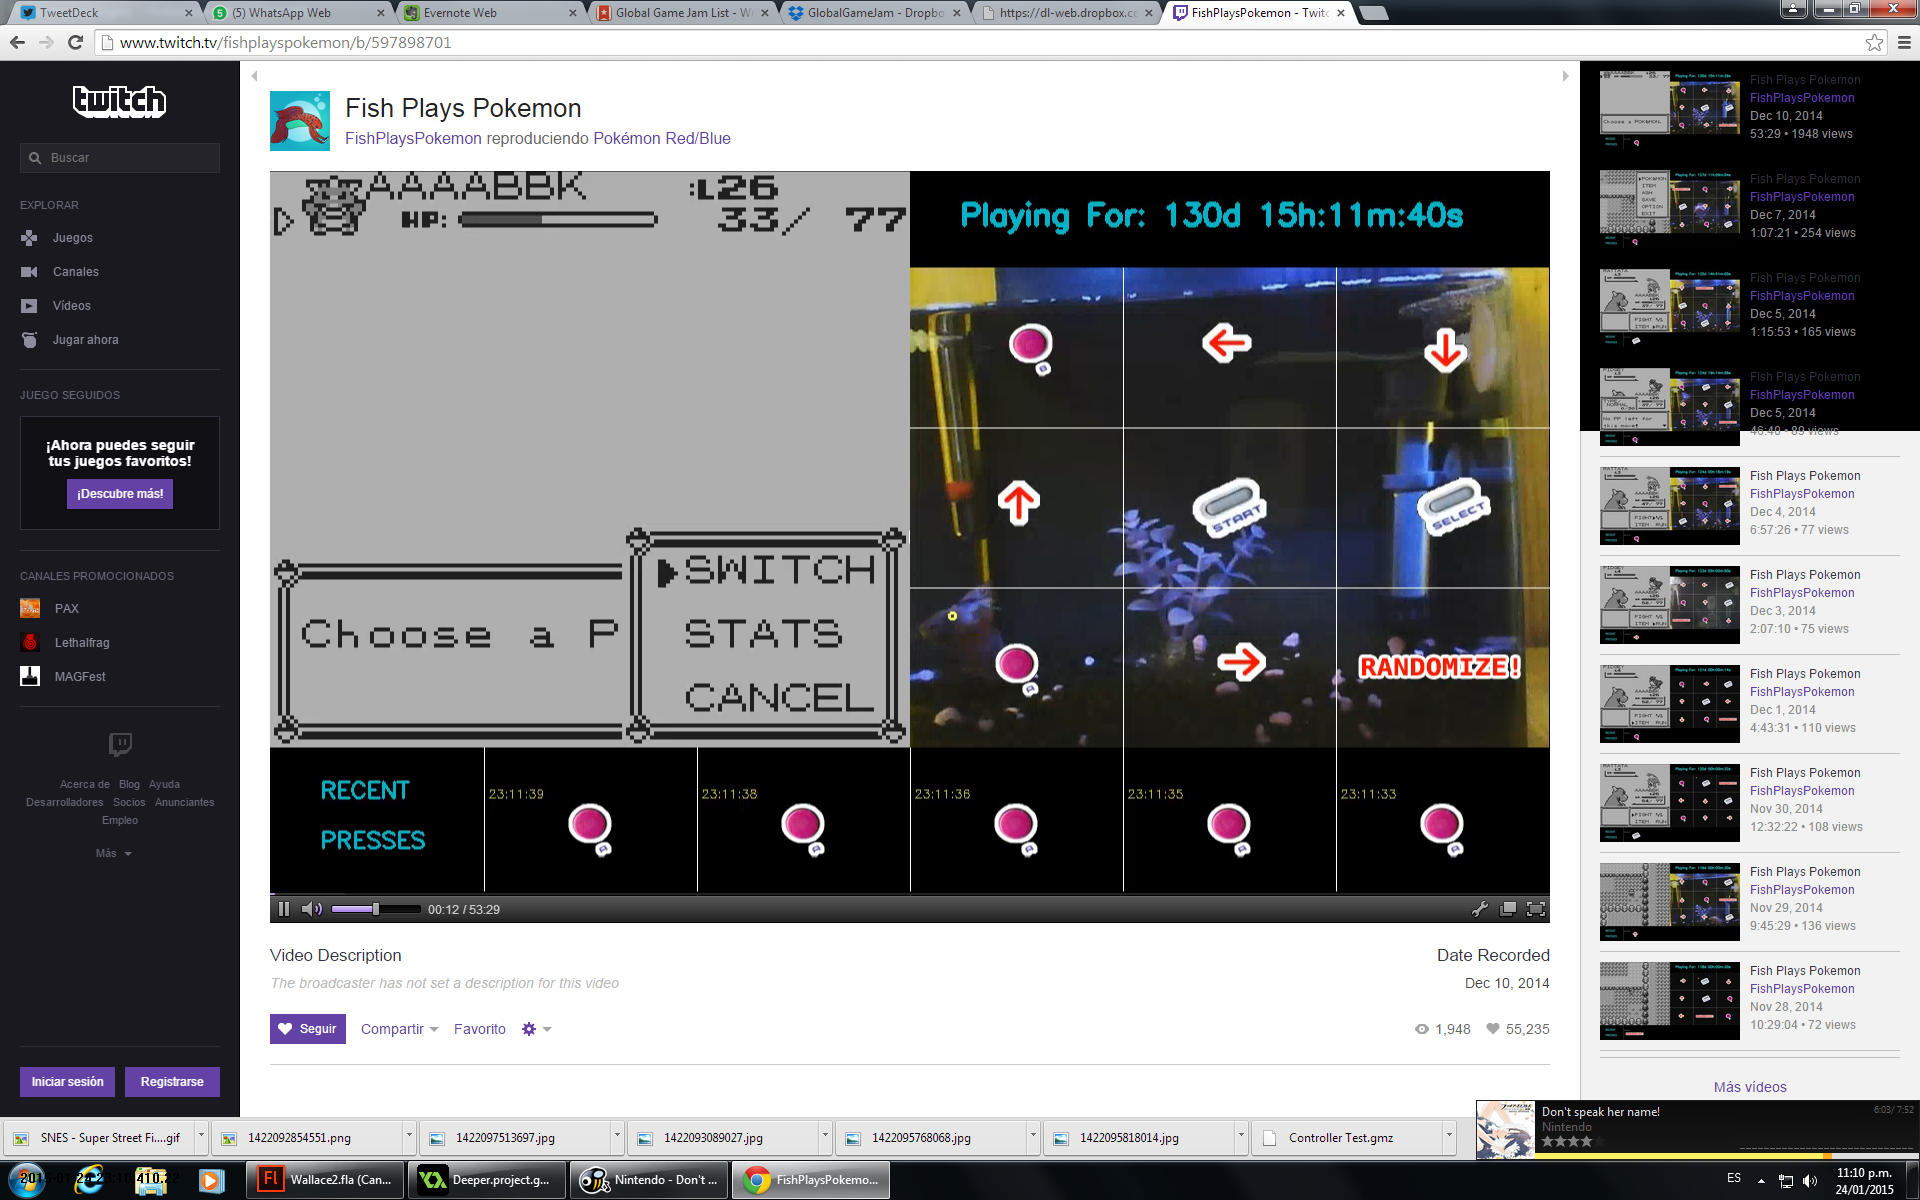 TweetDeck
(5) WhatsApp Web
Evernote Web
Global Game Jam List - W
GlobalGameJam - Dropbo
https://dl-web.dropbox.c
FishPlaysPokemon - Twitc
www.twitch.tv/fishplayspokemon/b/597898701
twitch
Buscar
EXPLORAR
Juegos
Canales
Vídeos
Jugar ahora
JUEGO SEGUIDOS
¡Ahora puedes seguir
tus juegos favoritos!
¡Descubre más!
CANALES PROMOCIONADOS
PAX
Lethalfrag
MAGFest
Acerca de Blog Ayuda
Desarrolladores Socios Anunciantes
Empleo
Más
Iniciar sesión Registrarse
Fish Plays Pokemon
FishPlaysPokemon reproduciendo Pokémon Red/Blue
AAAABBK :L26
HP: 33/ 77
Choose a P
SWITCH
STATS
CANCEL
Playing For: 130d 15h:11m:40s
B
START
SELECT
A
RANDOMIZE!
RECENT
PRESSES
23:11:39
A
23:11:38
A
23:11:36
A
23:11:35
A
23:11:33
A
00:12 / 53:29
Video Description
The broadcaster has not set a description for this video
Date Recorded
Dec 10, 2014
Seguir
Compartir
Favorito
1,948
55,235
Fish Plays Pokemon
FishPlaysPokemon
Dec 10, 2014
53:29 • 1948 views
Fish Plays Pokemon
FishPlaysPokemon
Dec 7, 2014
1:07:21 • 254 views
Fish Plays Pokemon
FishPlaysPokemon
Dec 5, 2014
1:15:53 • 165 views
Fish Plays Pokemon
FishPlaysPokemon
Dec 5, 2014
46:40 • 89 views
Fish Plays Pokemon
FishPlaysPokemon
Dec 4, 2014
6:57:26 • 77 views
Fish Plays Pokemon
FishPlaysPokemon
Dec 3, 2014
2:07:10 • 75 views
Fish Plays Pokemon
FishPlaysPokemon
Dec 1, 2014
4:43:31 • 110 views
Fish Plays Pokemon
FishPlaysPokemon
Nov 30, 2014
12:32:22 • 108 views
Fish Plays Pokemon
FishPlaysPokemon
Nov 29, 2014
9:45:29 • 136 views
Fish Plays Pokemon
FishPlaysPokemon
Nov 28, 2014
10:29:04 • 72 views
Más vídeos
Don't speak her name!
Nintendo
6:03/ 7:52
SNES - Super Street Fi....gif
1422092854551.png
1422097513697.jpg
1422093089027.jpg
1422095768068.jpg
1422095818014.jpg
Controller Test.gmz
Wallace2.fla (Can...
Deeper.project.g...
Nintendo - Don't ...
FishPlaysPokemo...
ES
11:10 p.m.
24/01/2015